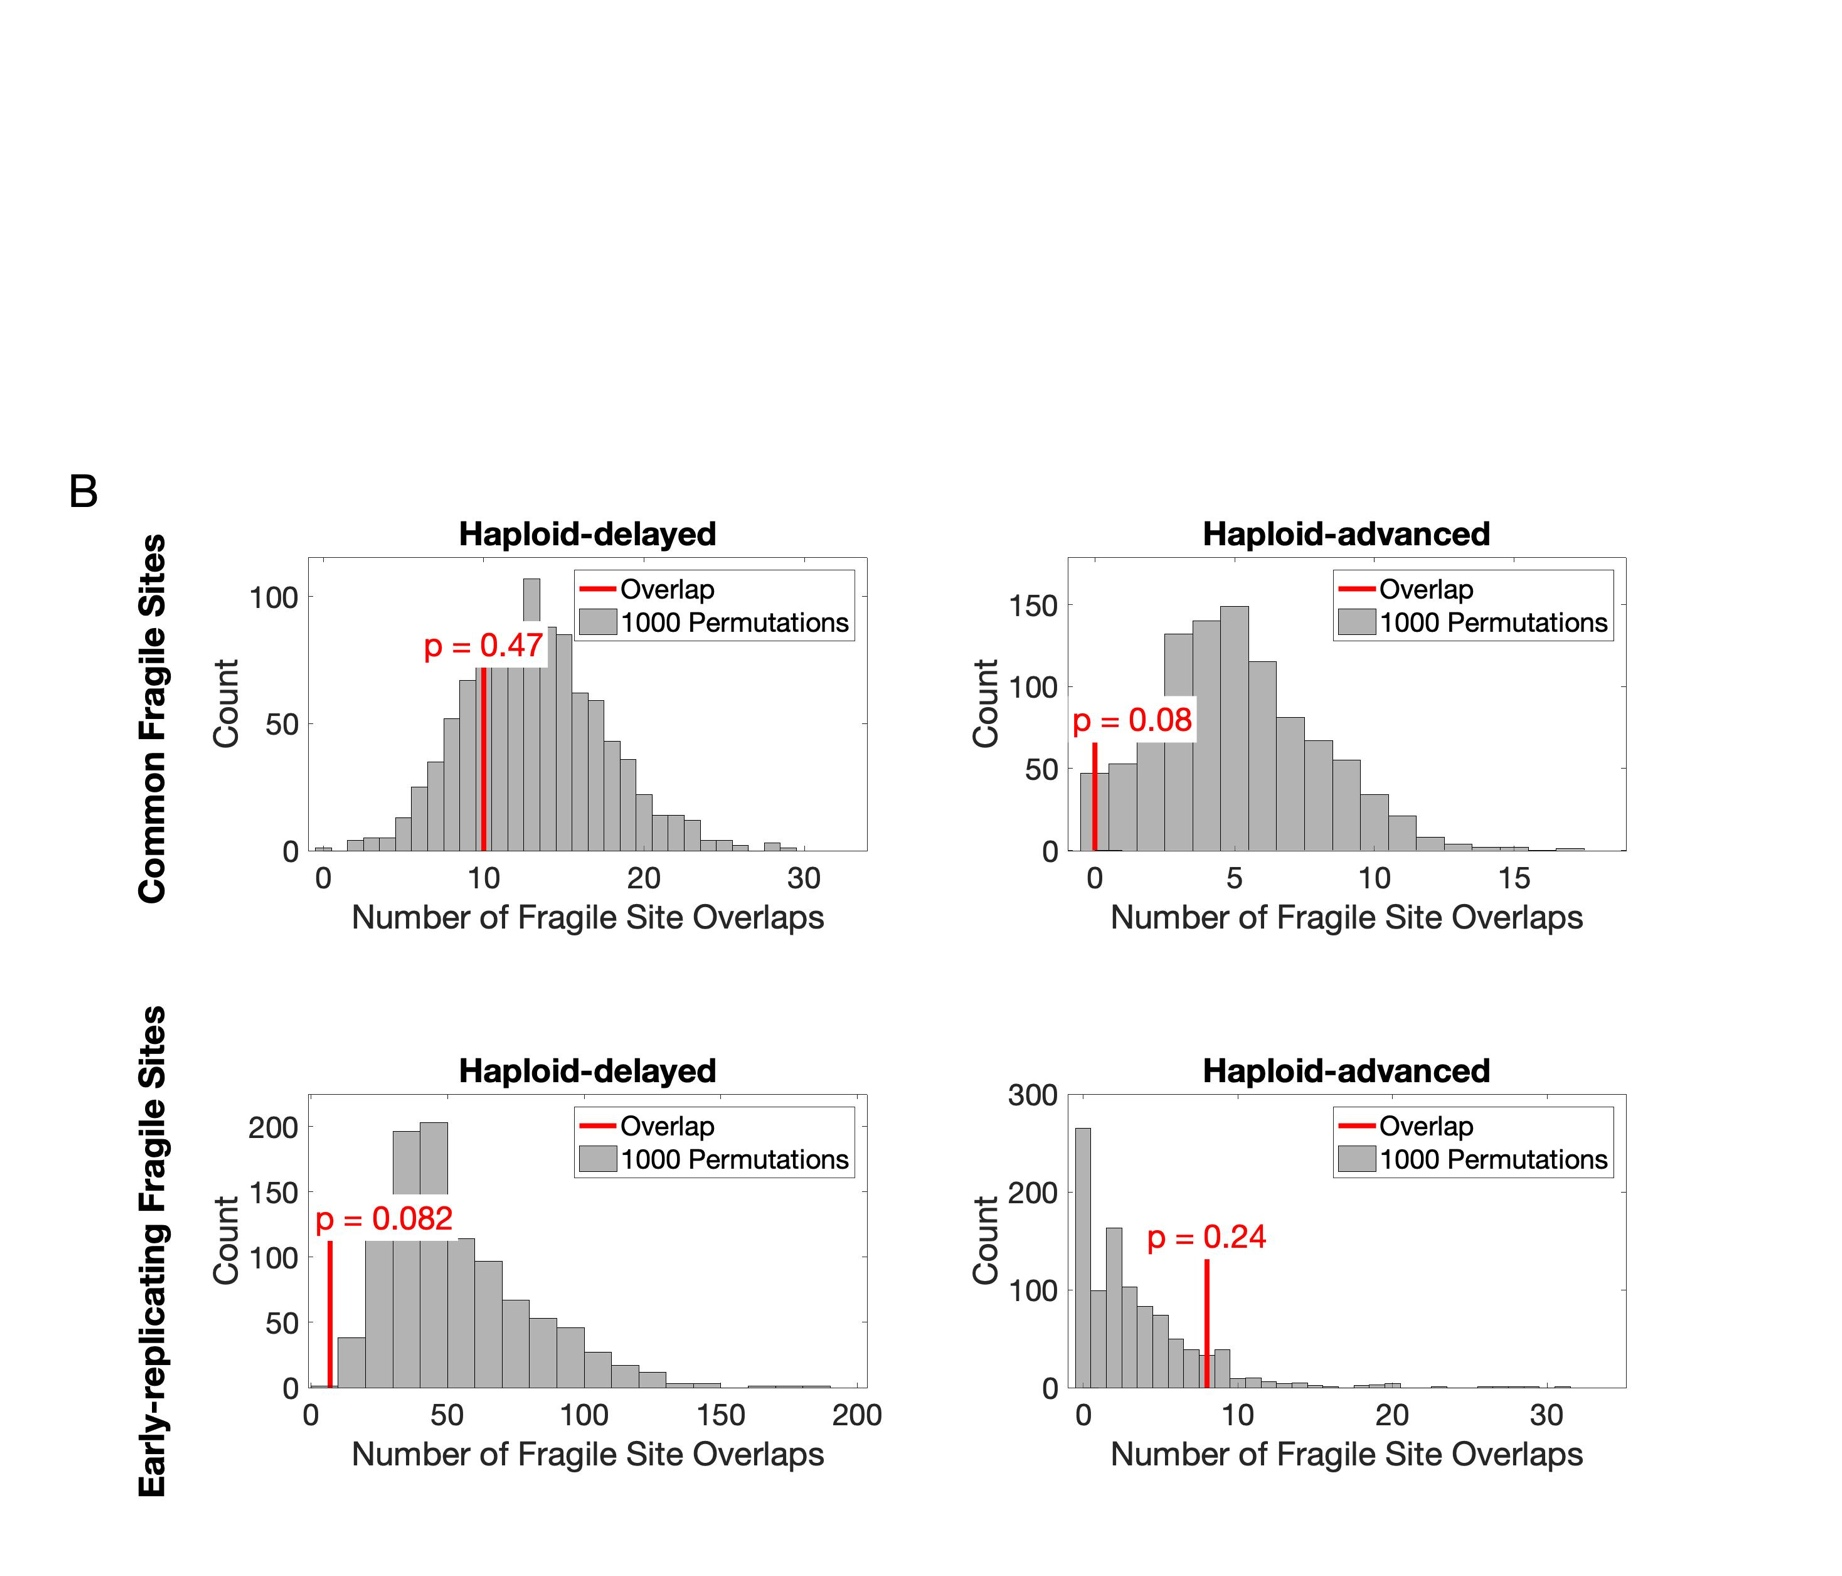 B
Common Fragile Sites
Haploid-delayed
Overlap
1000 Permutations
p = 0.47
Count
100
50
0
0 10 20 30
Number of Fragile Site Overlaps
Haploid-advanced
Overlap
1000 Permutations
p = 0.08
Count
150
100
50
0
0 5 10 15
Number of Fragile Site Overlaps
Early-replicating Fragile Sites
Haploid-delayed
Overlap
1000 Permutations
p = 0.082
Count
200
150
100
50
0
0 50 100 150 200
Number of Fragile Site Overlaps
Haploid-advanced
Overlap
1000 Permutations
p = 0.24
Count
300
200
100
0
0 10 20 30
Number of Fragile Site Overlaps